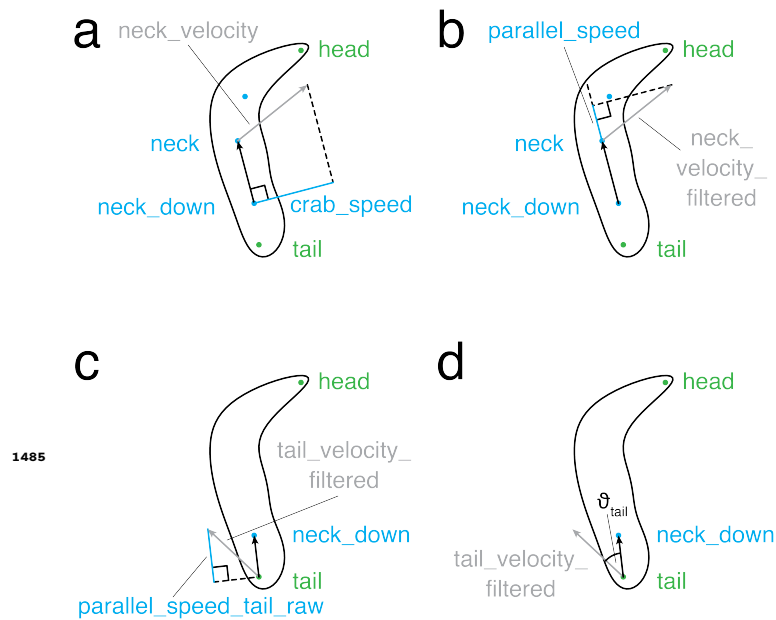 a
neck_velocity
head
neck
neck_down
crab_speed
tail
b
parallel_speed
head
neck
neck_
velocity_
filtered
neck_down
tail
c
head
1485
tail_velocity_
filtered
neck_down
tail
parallel_speed_tail_raw
d
head
ϑtail
neck_down
tail_velocity_
filtered
tail